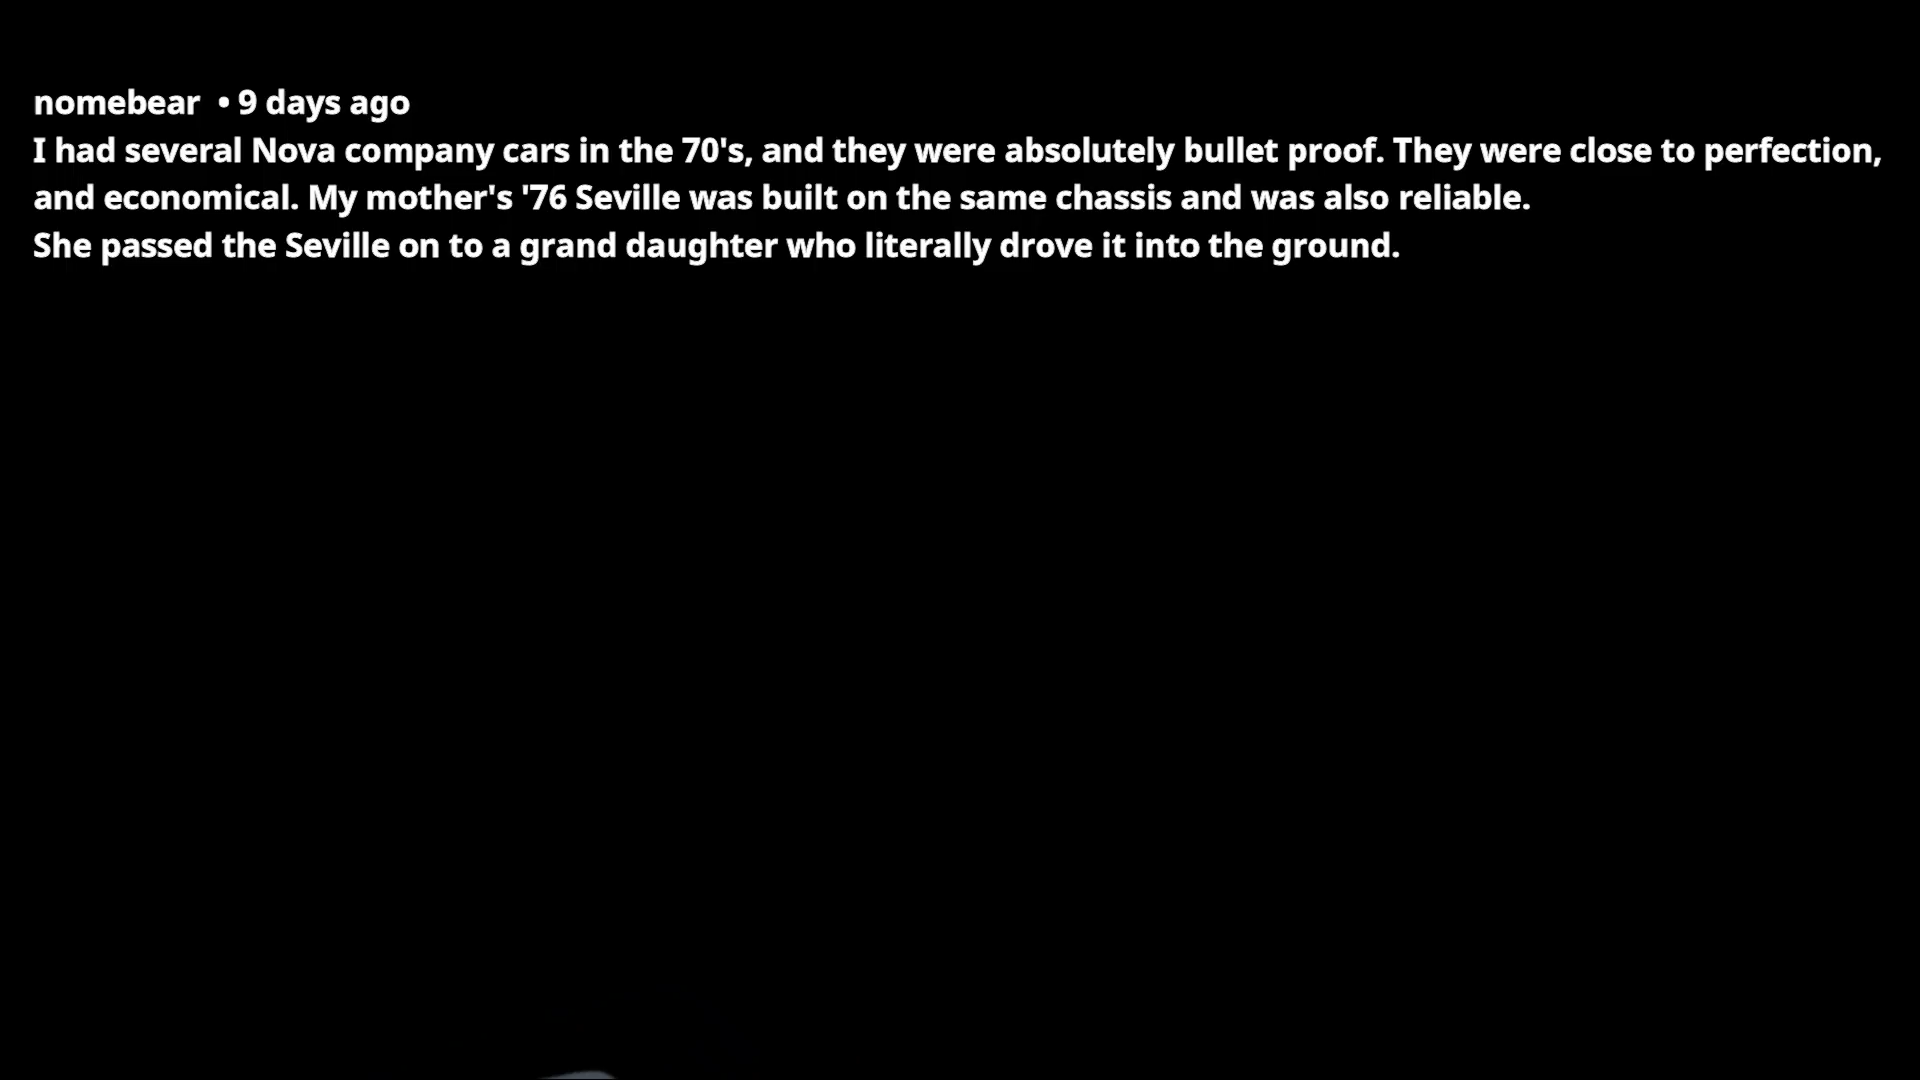 nomebear • 9 days ago
I had several Nova company cars in the 70's, and they were absolutely bullet proof. They were close to perfection,
and economical. My mother's '76 Seville was built on the same chassis and was also reliable.
She passed the Seville on to a grand daughter who literally drove it into the ground.